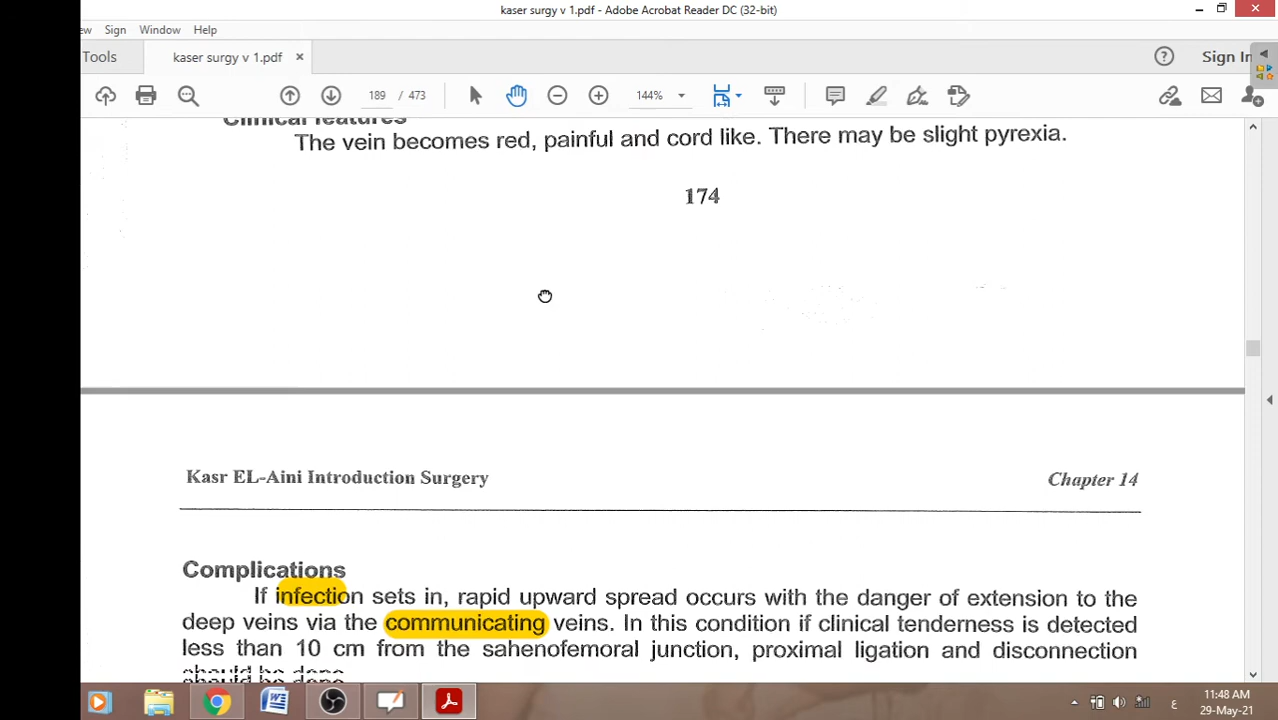 kaser surgy v 1.pdf - Adobe Acrobat Reader DC (32-bit)
ew Sign Window Help
Tools kaser surgy v 1.pdf × ? Sign In
189 / 473 144%
Clinical features
The vein becomes red, painful and cord like. There may be slight pyrexia.
174
Kasr EL-Aini Introduction Surgery Chapter 14
Complications
If infection sets in, rapid upward spread occurs with the danger of extension to the
deep veins via the communicating veins. In this condition if clinical tenderness is detected
less than 10 cm from the sahenofemoral junction, proximal ligation and disconnection
should be done
11:48 AM
ع
29-May-21